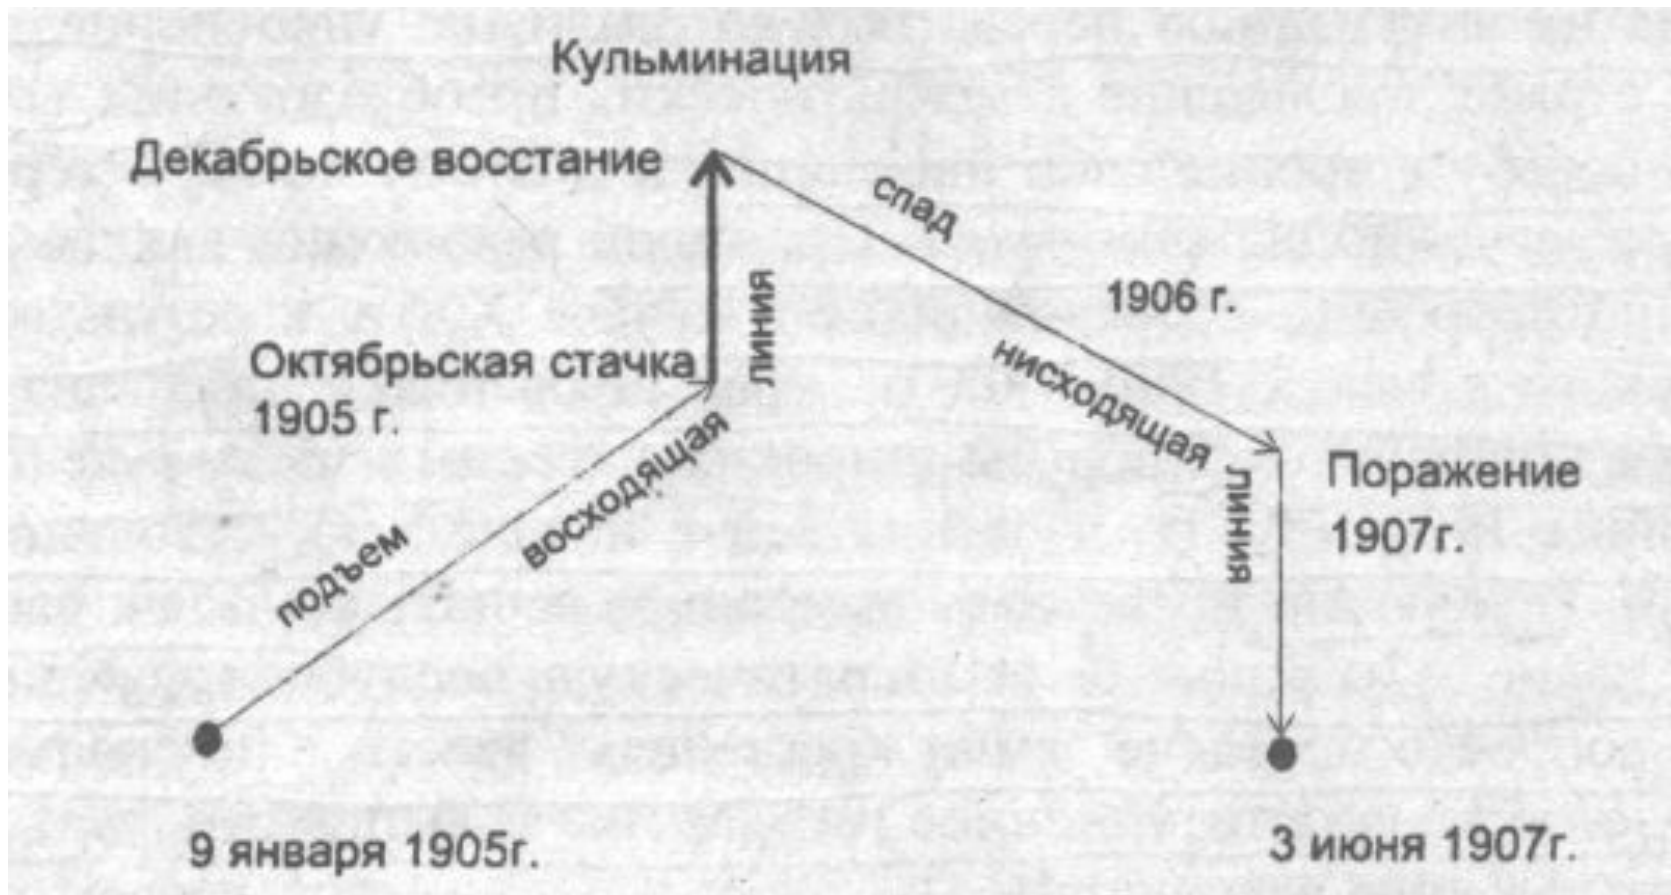 Кульминация
Декабрьское восстание
спад
линия
1906 г.
Октябрьская стачка
1905 г.
нисходящая
восходящая
линия
Поражение
1907г.
подъем
9 января 1905г.
3 июня 1907г.